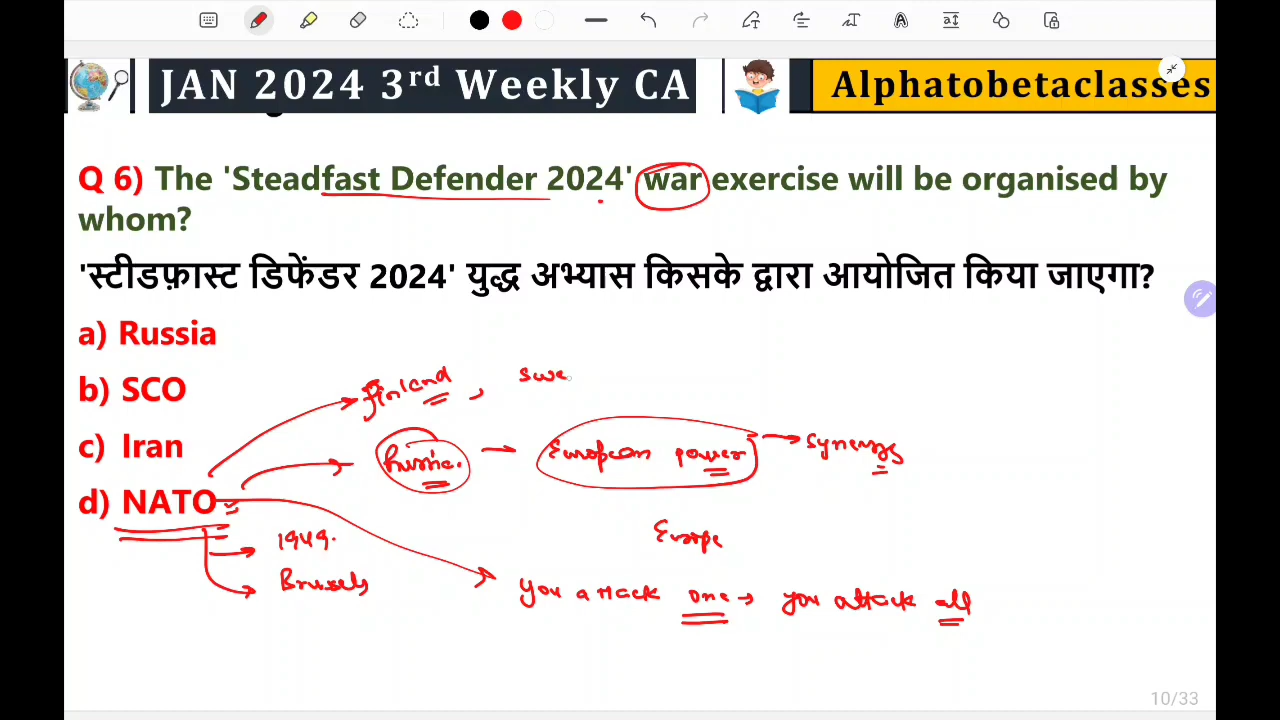 JAN 2024 3rd Weekly CA
Alphatobetaclasses
Q 6) The 'Steadfast Defender 2024' war exercise will be organised by
whom?
'स्टीडफ़ास्ट डिफेंडर 2024' युद्ध अभ्यास किसके द्वारा आयोजित किया जाएगा?
a) Russia
b) SCO
finland, swe
c) Iran
Russia. European power synergy
d) NATO
1949.
Europe
Brussels
you attack one → you attack all
10/33